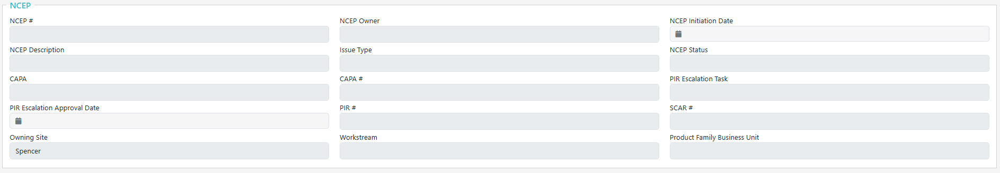 NCEP
NCEP # NCEP Owner NCEP Initiation Date
NCEP Description Issue Type NCEP Status
CAPA CAPA # PIR Escalation Task
PIR Escalation Approval Date PIR # SCAR #
Owning Site Workstream Product Family Business Unit
Spencer